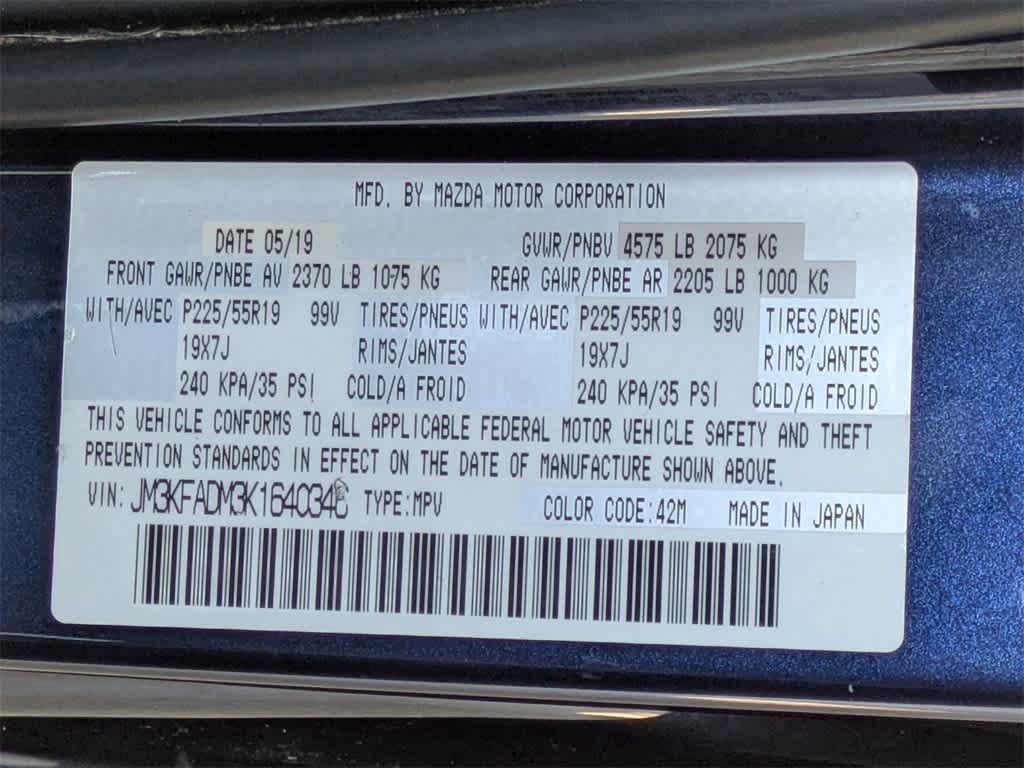 MFD. BY MAZDA MOTOR CORPORATION
DATE 05/19 GVWR/PNBV 4575 LB 2075 KG
FRONT GAWR/PNBE AV 2370 LB 1075 KG REAR GAWR/PNBE AR 2205 LB 1000 KG
WITH/AVEC P225/55R19 99V TIRES/PNEUS WITH/AVEC P225/55R19 99V TIRES/PNEUS
19X7J RIMS/JANTES 19X7J RIMS/JANTES
240 KPA/35 PSI COLD/A FROID 240 KPA/35 PSI COLD/A FROID
THIS VEHICLE CONFORMS TO ALL APPLICABLE FEDERAL MOTOR VEHICLE SAFETY AND THEFT
PREVENTION STANDARDS IN EFFECT ON THE DATE OF MANUFACTURE SHOWN ABOVE.
VIN: JM3KFADM3K1640346 TYPE:MPV COLOR CODE:42M MADE IN JAPAN